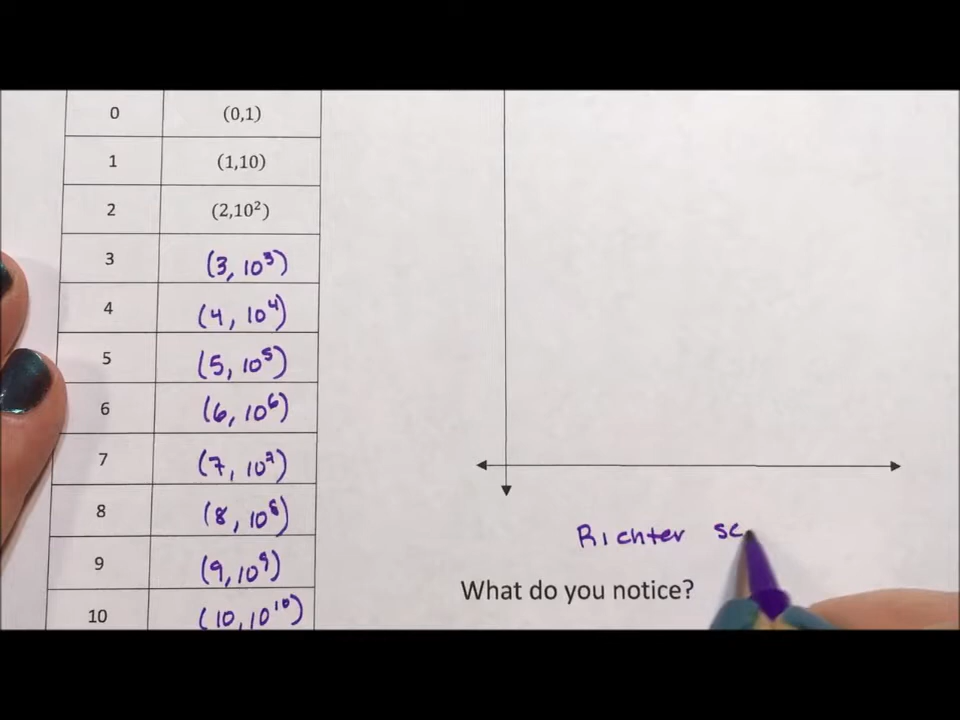 0 (0,1)
1 (1,10)
2 (2,10²)
3 (3, 10³)
4 (4, 10⁴)
5 (5, 10⁵)
6 (6, 10⁶)
7 (7, 10⁷)
8 (8, 10⁸)
9 (9, 10⁹)
10 (10, 10¹⁰)
Richter sc
What do you notice?